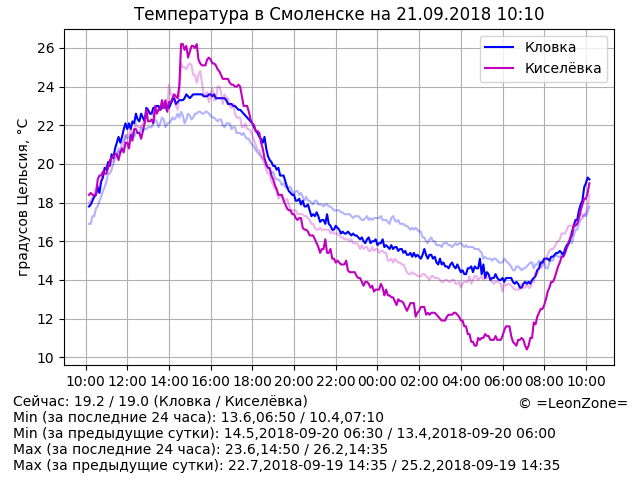 Температура в Смоленске на 21.09.2018 10:10
Кловка
Киселёвка
градусов Цельсия, °C
26
24
22
20
18
16
14
12
10
10:00 12:00 14:00 16:00 18:00 20:00 22:00 00:00 02:00 04:00 06:00 08:00 10:00
Сейчас: 19.2 / 19.0 (Кловка / Киселёвка)
© =LeonZone=
Min (за последние 24 часа): 13.6,06:50 / 10.4,07:10
Min (за предыдущие сутки): 14.5,2018-09-20 06:30 / 13.4,2018-09-20 06:00
Max (за последние 24 часа): 23.6,14:50 / 26.2,14:35
Max (за предыдущие сутки): 22.7,2018-09-19 14:35 / 25.2,2018-09-19 14:35